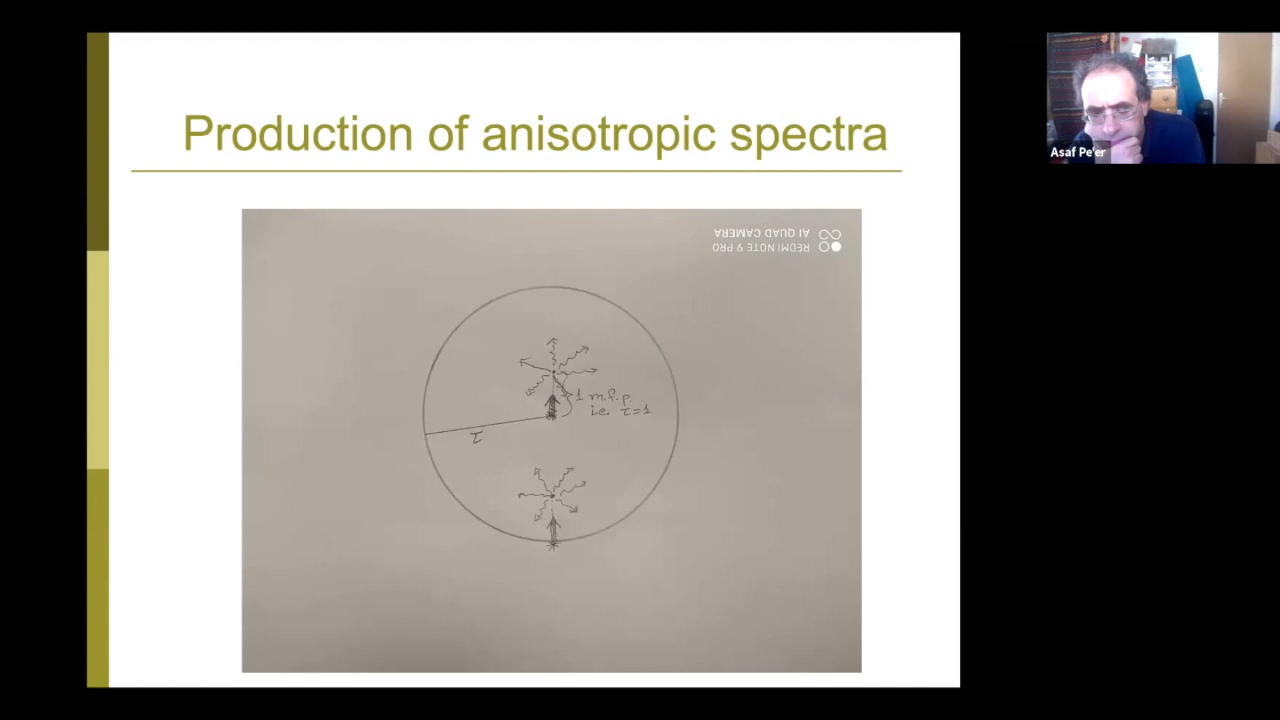 Production of anisotropic spectra
REDMI NOTE 9 PRO
AI QUAD CAMERA
1 m.f.p.
i.e. τ=1
τ
Asaf Pe'er